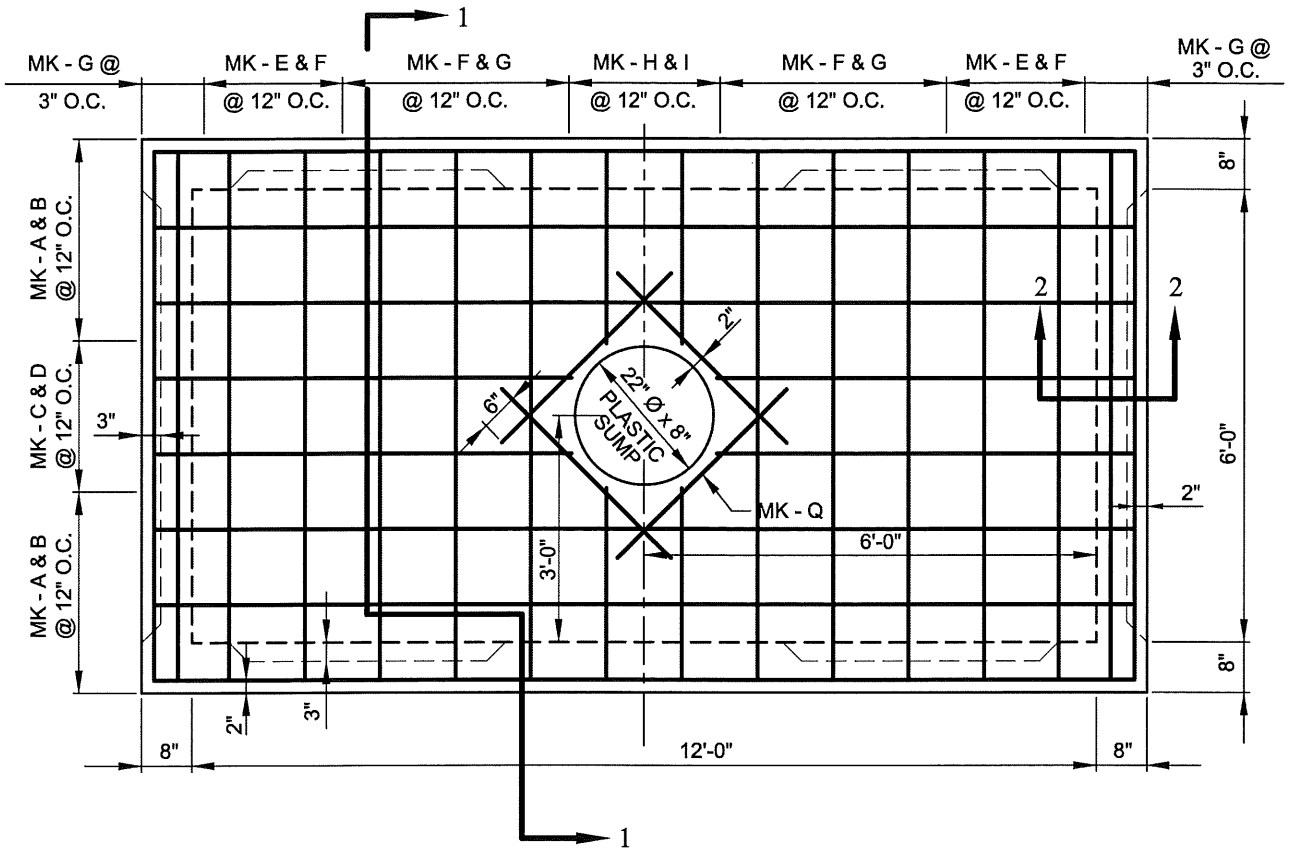 1
MK - G @
3" O.C.
MK - E & F
@ 12" O.C.
MK - F & G
@ 12" O.C.
MK - H & I
@ 12" O.C.
MK - F & G
@ 12" O.C.
MK - E & F
@ 12" O.C.
MK - G @
3" O.C.
8"
MK - A & B
@ 12" O.C.
MK - C & D
@ 12" O.C.
MK - A & B
@ 12" O.C.
3"
2
2
2"
6"
22" Ø x 8"
PLASTIC
SUMP
6'-0"
2"
MK - Q
6'-0"
3'-0"
8"
2"
3"
8"
12'-0"
8"
1